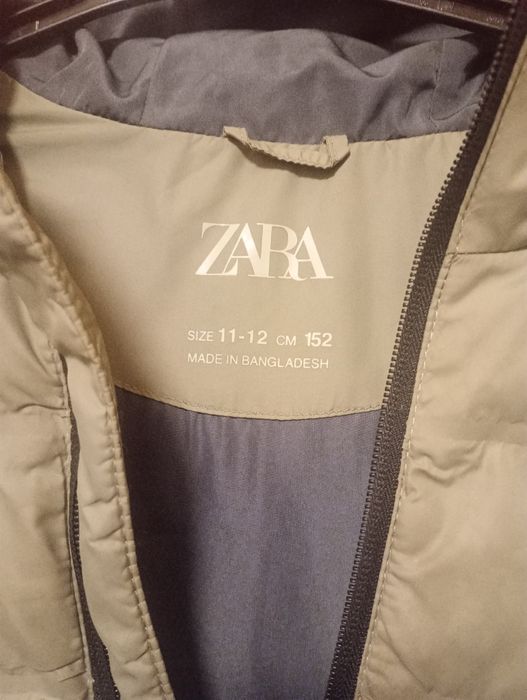 ZARA
SIZE 11-12 CM 152
MADE IN BANGLADESH